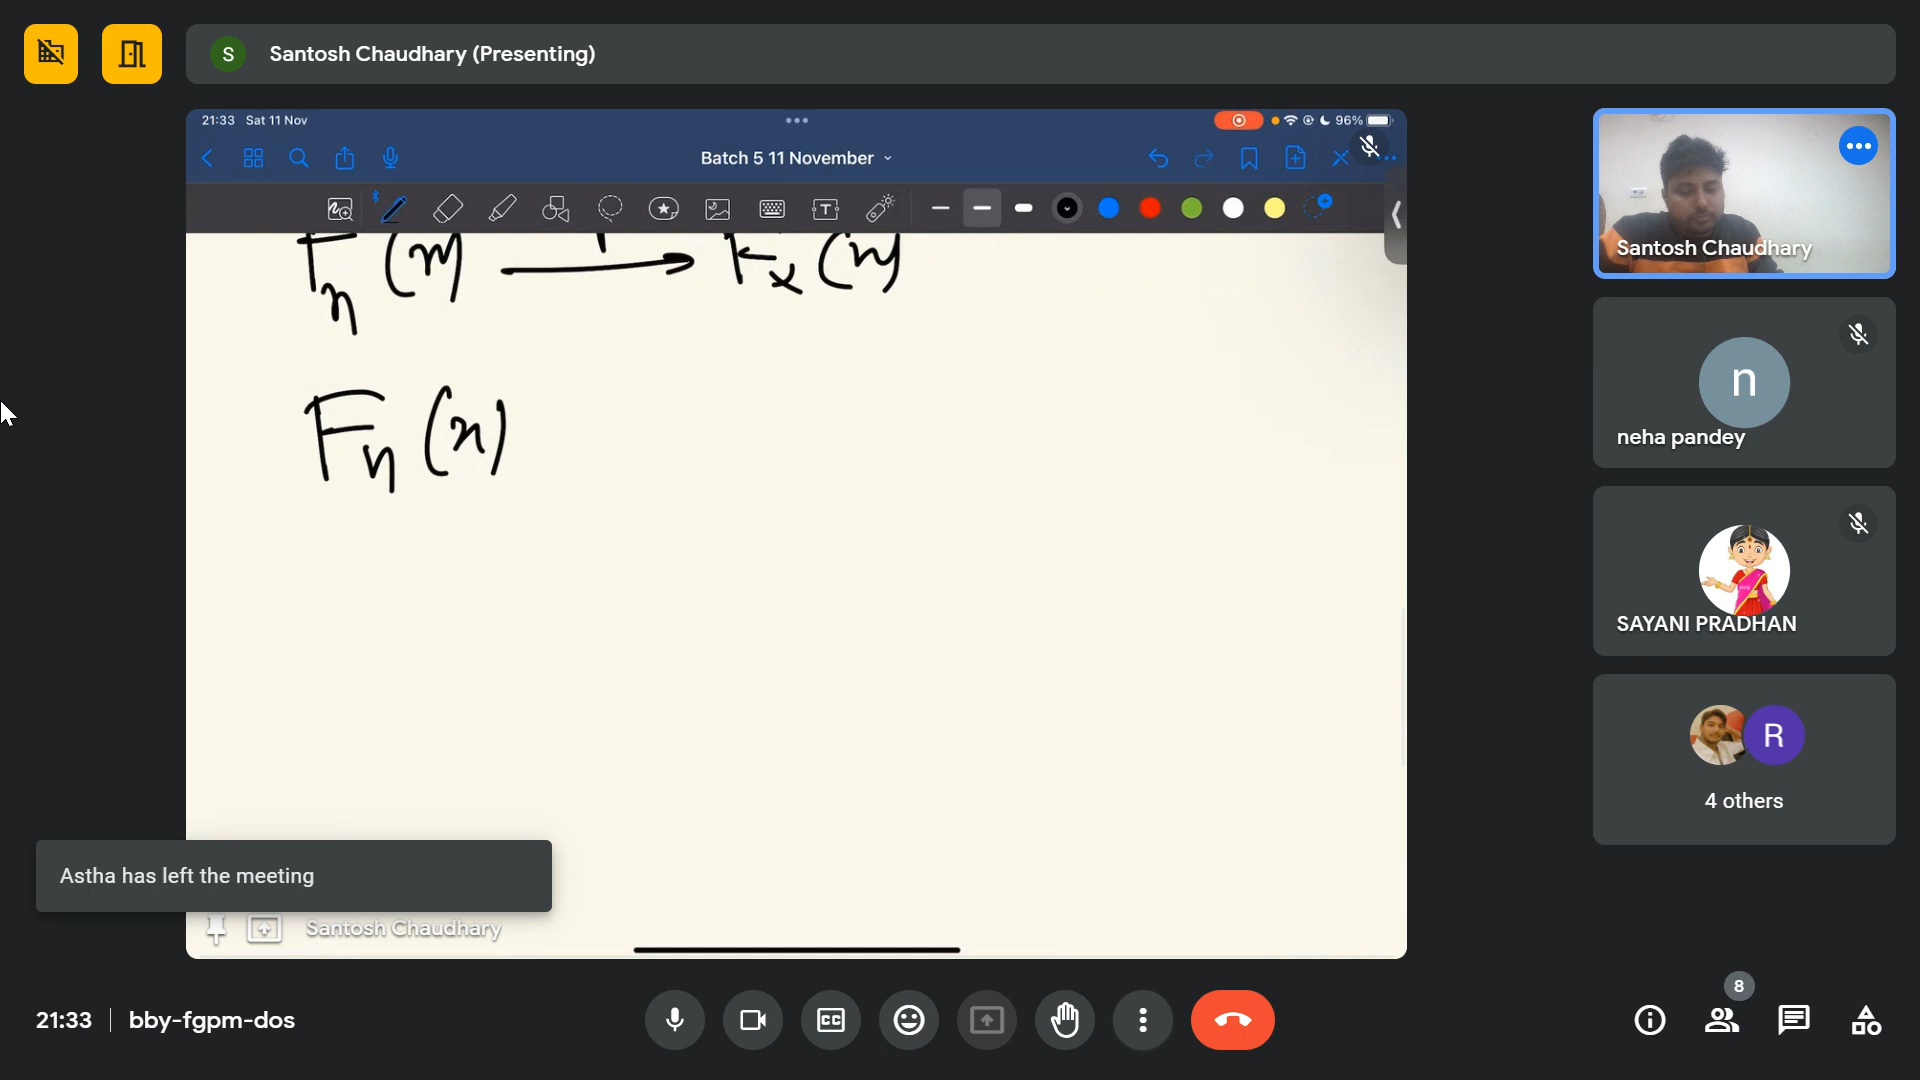 S Santosh Chaudhary (Presenting)
21:33 Sat 11 Nov
96%
Batch 5 11 November
T
Fn (x) → Fx (x)
Fn (x)
Santosh Chaudhary
n
neha pandey
SAYANI PRADHAN
R
4 others
Astha has left the meeting
Santosh Chaudhary
8
21:33 | bby-fgpm-dos
CC